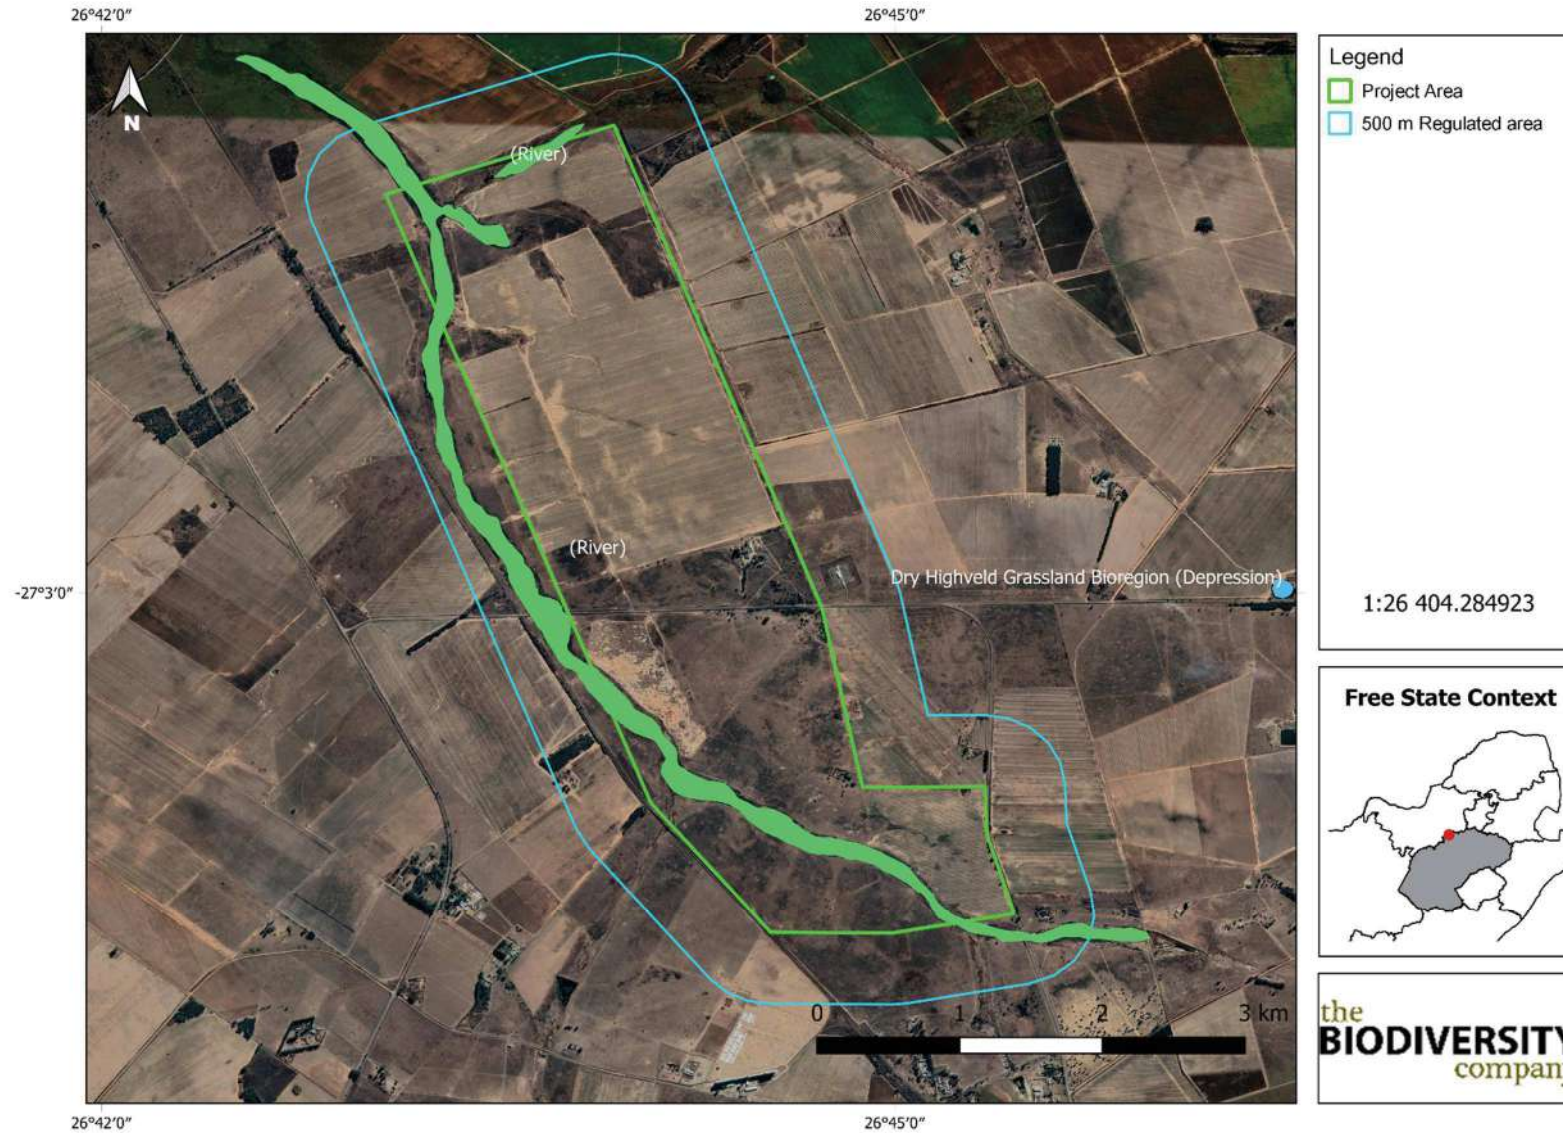 26°42'0"
26°45'0"
N
(River)
(River)
Dry Highveld Grassland Bioregion (Depression)
-27°3'0"
0 1 2 3 km
26°42'0"
26°45'0"
Legend
Project Area
500 m Regulated area
1:26 404.284923
Free State Context
the
BIODIVERSITY
company